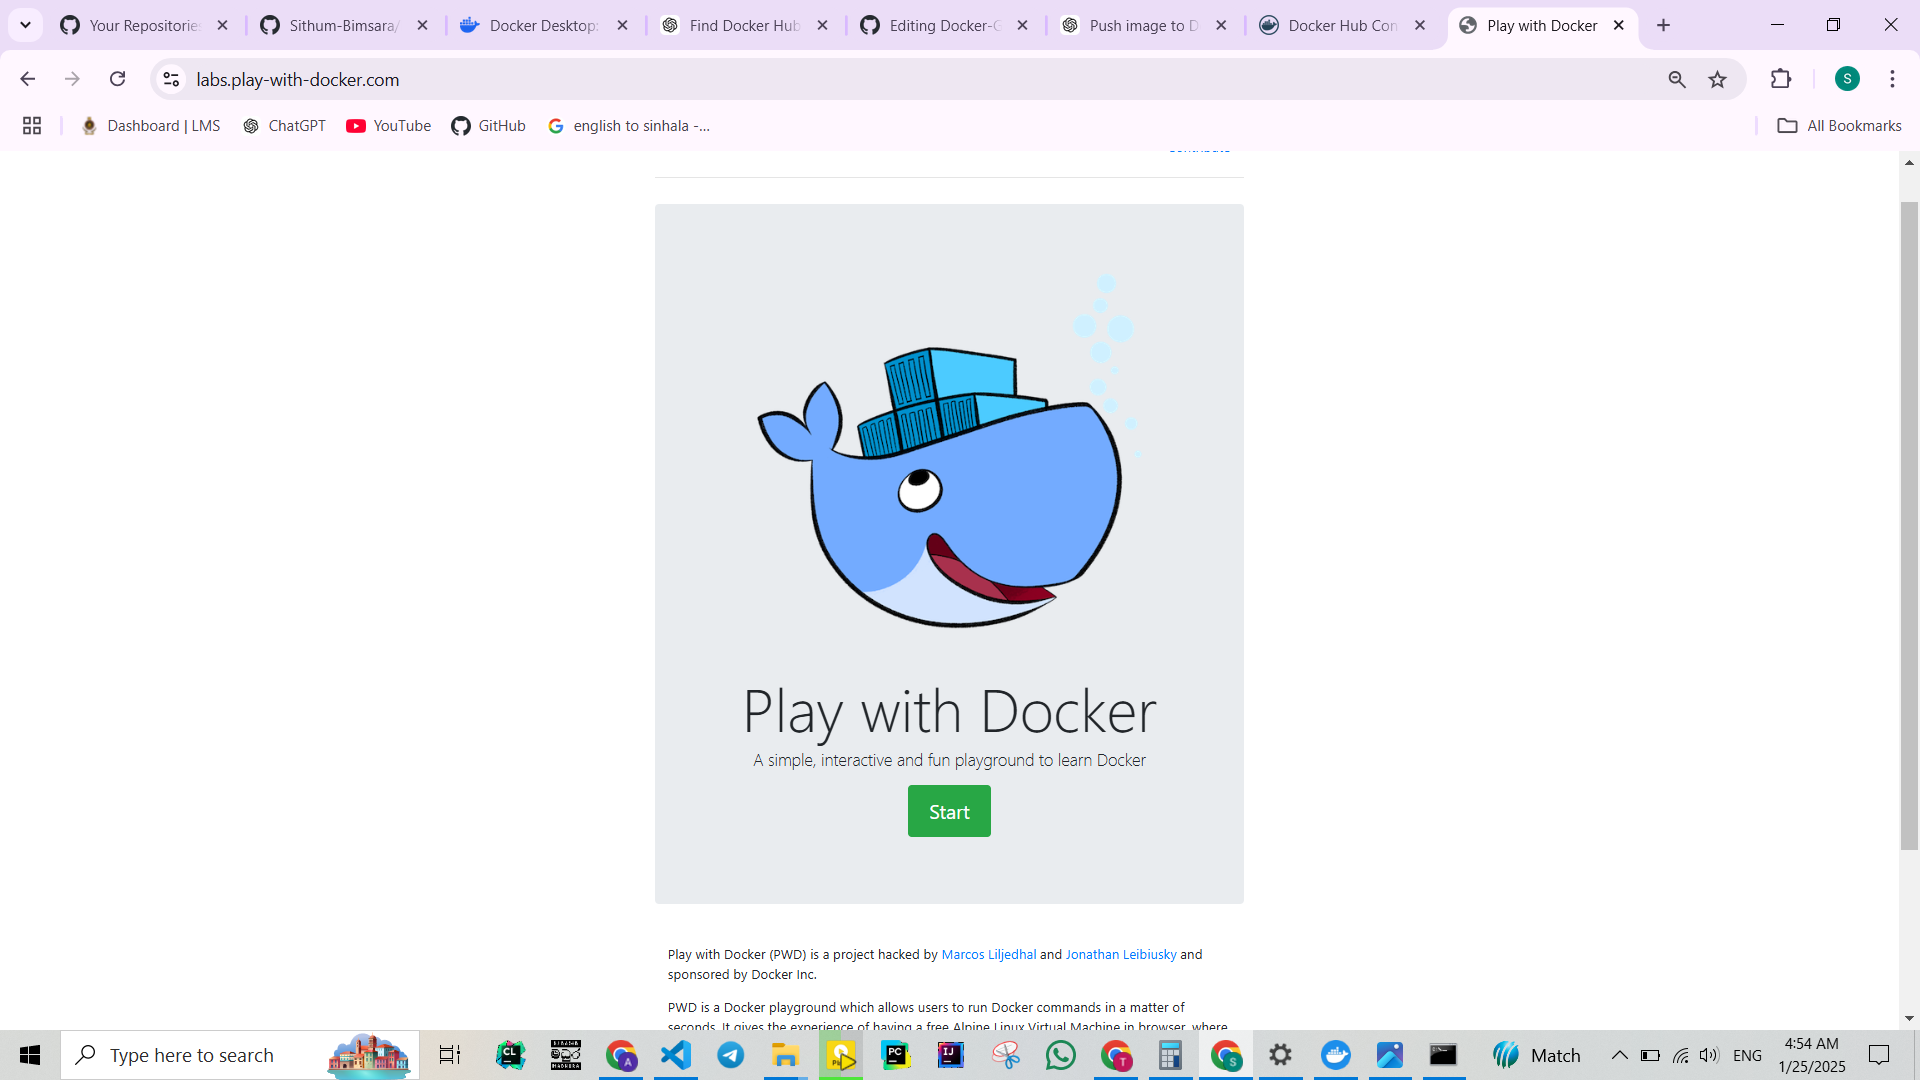 Your Repositories
Sithum-Bimsara/
Docker Desktop:
Find Docker Hub
Editing Docker-G
Push image to D
Docker Hub Con
Play with Docker
labs.play-with-docker.com
S
Dashboard | LMS
ChatGPT
YouTube
GitHub
english to sinhala -...
All Bookmarks
Play with Docker
A simple, interactive and fun playground to learn Docker
Start
Play with Docker (PWD) is a project hacked by Marcos Liljedhal and Jonathan Leibiusky and
sponsored by Docker Inc.
PWD is a Docker playground which allows users to run Docker commands in a matter of
seconds. It gives the experience of having a free Alpine Linux Virtual Machine in browser, where
Type here to search
CL
A
PC
IJ
T
S
Match
ENG
4:54 AM
1/25/2025